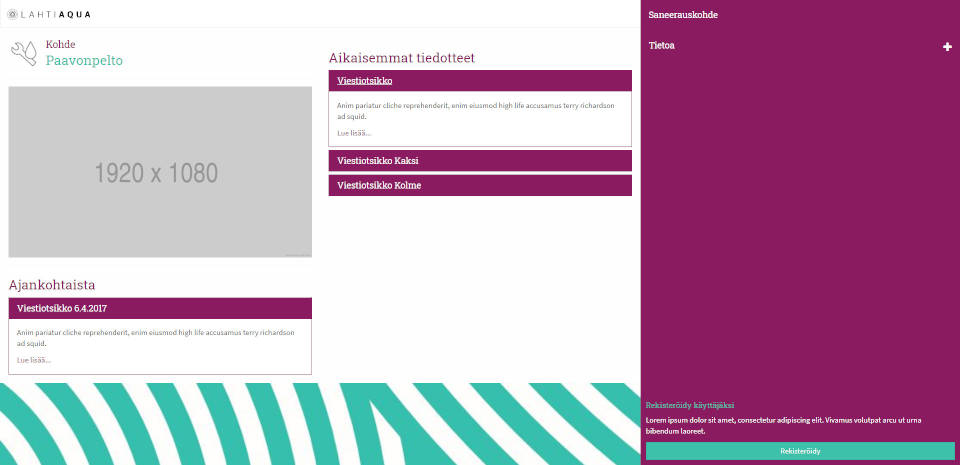 LAHTIAQUA
Kohde
Paavonpelto
1920 x 1080
Ajankohtaista
Viestiotsikko 6.4.2017
Anim pariatur cliche reprehenderit, enim eiusmod high life accusamus terry richardson
ad squid.
Lue lisää...
Aikaisemmat tiedotteet
Viestiotsikko
Anim pariatur cliche reprehenderit, enim eiusmod high life accusamus terry richardson
ad squid.
Lue lisää...
Viestiotsikko Kaksi
Viestiotsikko Kolme
Saneerauskohde
Tietoa
Rekisteröidy käyttäjäksi
Lorem ipsum dolor sit amet, consectetur adipiscing elit. Vivamus volutpat arcu ut urna
bibendum laoreet.
Rekisteröidy